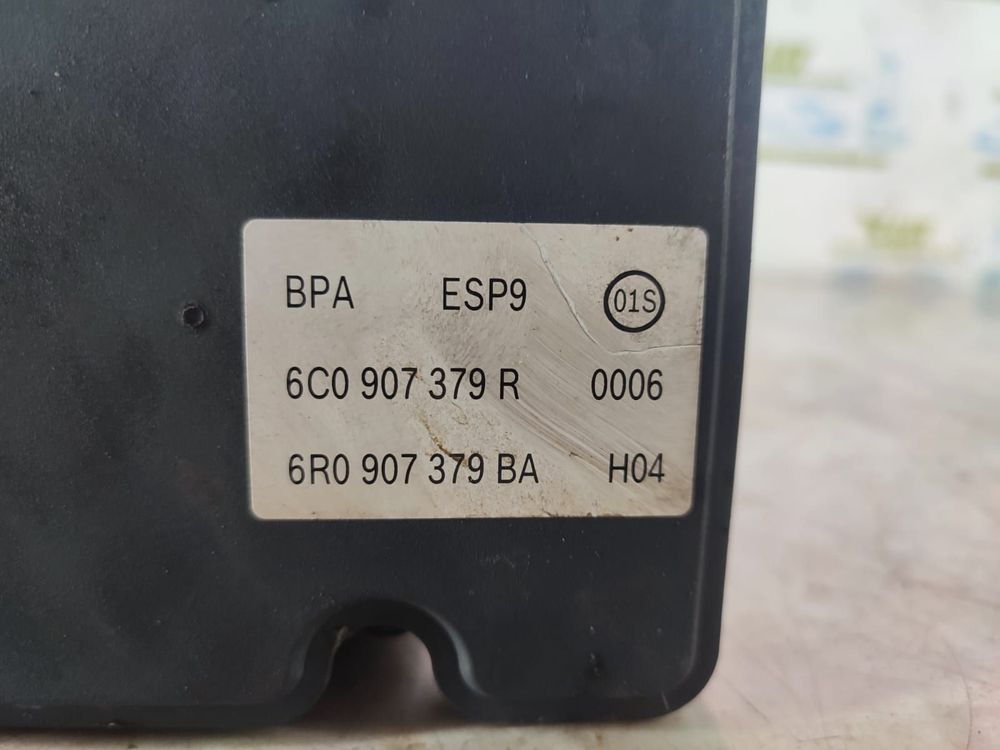 BPA ESP9 01S
6C0 907 379 R 0006
6R0 907 379 BA H04